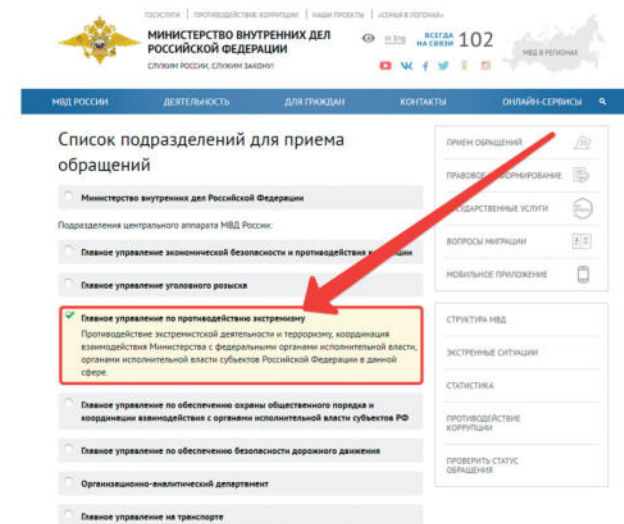 ГОСУСЛУГИ | ПРОТИВОДЕЙСТВИЕ КОРРУПЦИИ | НАШИ ПРОЕКТЫ | «СЕМЬЯ В ПОГОНАХ»
МИНИСТЕРСТВО ВНУТРЕННИХ ДЕЛ
РОССИЙСКОЙ ФЕДЕРАЦИИ
СЛУЖИМ РОССИИ, СЛУЖИМ ЗАКОНУ!
Eng ВСЕГДА НА СВЯЗИ 102
МВД В РЕГИОНАХ
МВД РОССИИ ДЕЯТЕЛЬНОСТЬ ДЛЯ ГРАЖДАН КОНТАКТЫ ОНЛАЙН-СЕРВИСЫ
Список подразделений для приема
обращений
Министерство внутренних дел Российской Федерации
Подразделения центрального аппарата МВД России:
Главное управление экономической безопасности и противодействия
Главное управление уголовного розыска
Главное управление по противодействию экстремизму
Противодействие экстремистской деятельности и терроризму, координация
взаимодействия Министерства с федеральными органами исполнительной власти,
органами исполнительной власти субъектов Российской Федерации в данной
сфере.
Главное управление по обеспечению охраны общественного порядка и
координации взаимодействия с органами исполнительной власти субъектов РФ
Главное управление по обеспечению безопасности дорожного движения
Организационно-аналитический департамент
Главное управление на транспорте
ПРИЕМ ОБРАЩЕНИЙ
УСЛУГИ
ВОПРОСЫ МИГРАЦИИ
МОБИЛЬНОЕ ПРИЛОЖЕНИЕ
СТРУКТУРА МВД
ЭКСТРЕННЫЕ СИТУАЦИИ
СТАТИСТИКА
ПРОТИВОДЕЙСТВИЕ
КОРРУПЦИИ
ПРОВЕРИТЬ СТАТУС
ОБРАЩЕНИЯ